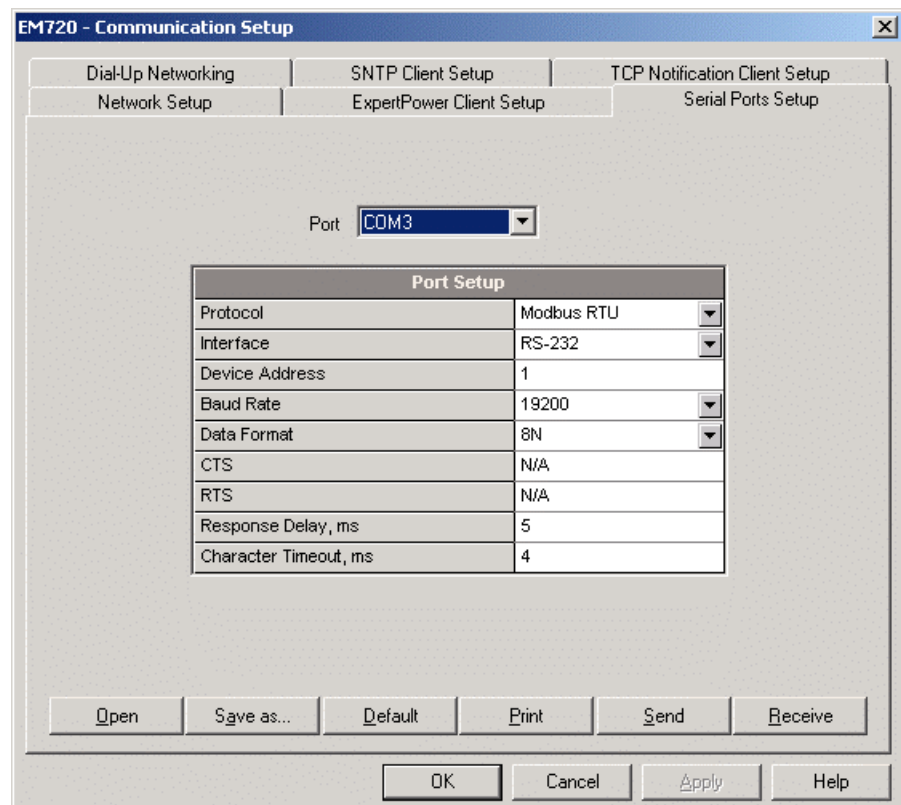 EM720 - Communication Setup
Dial-Up Networking SNTP Client Setup TCP Notification Client Setup
Network Setup ExpertPower Client Setup Serial Ports Setup
Port COM3
Port Setup
Protocol Modbus RTU
Interface RS-232
Device Address 1
Baud Rate 19200
Data Format 8N
CTS N/A
RTS N/A
Response Delay, ms 5
Character Timeout, ms 4
Open Save as... Default Print Send Receive
OK Cancel Apply Help